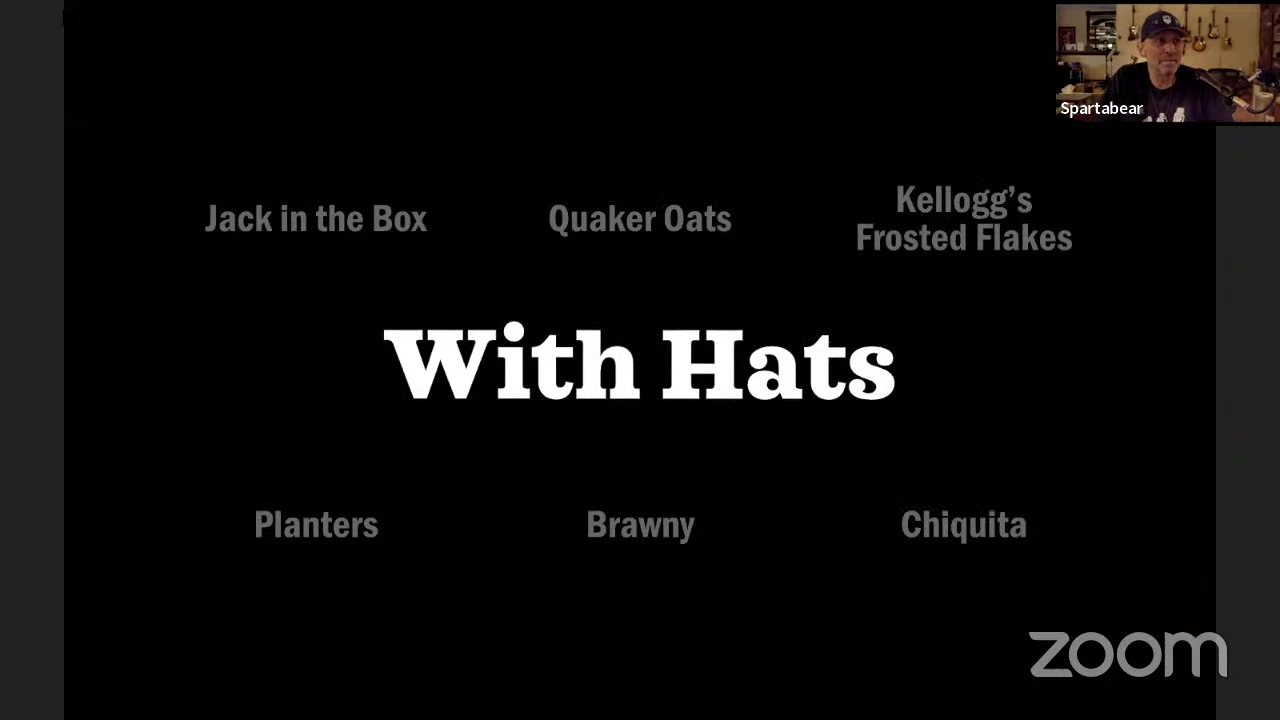 Spartabear
Jack in the Box
Quaker Oats
Kellogg’s
Frosted Flakes
With Hats
Planters
Brawny
Chiquita
zoom